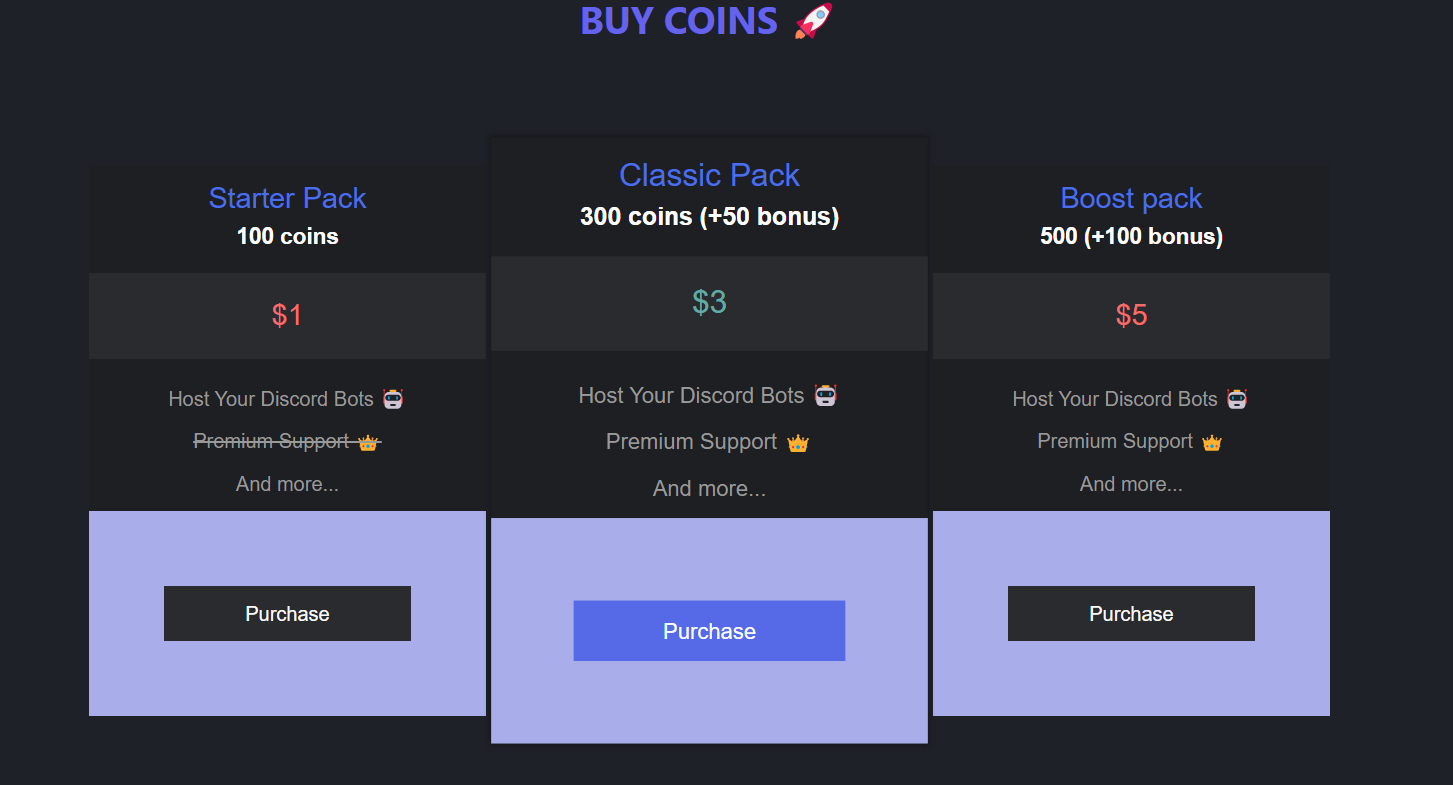 BUY COINS 🚀
Starter Pack
100 coins
$1
Host Your Discord Bots 🤖
Premium Support 👑
And more...
Purchase
Classic Pack
300 coins (+50 bonus)
$3
Host Your Discord Bots 🤖
Premium Support 👑
And more...
Purchase
Boost pack
500 (+100 bonus)
$5
Host Your Discord Bots 🤖
Premium Support 👑
And more...
Purchase